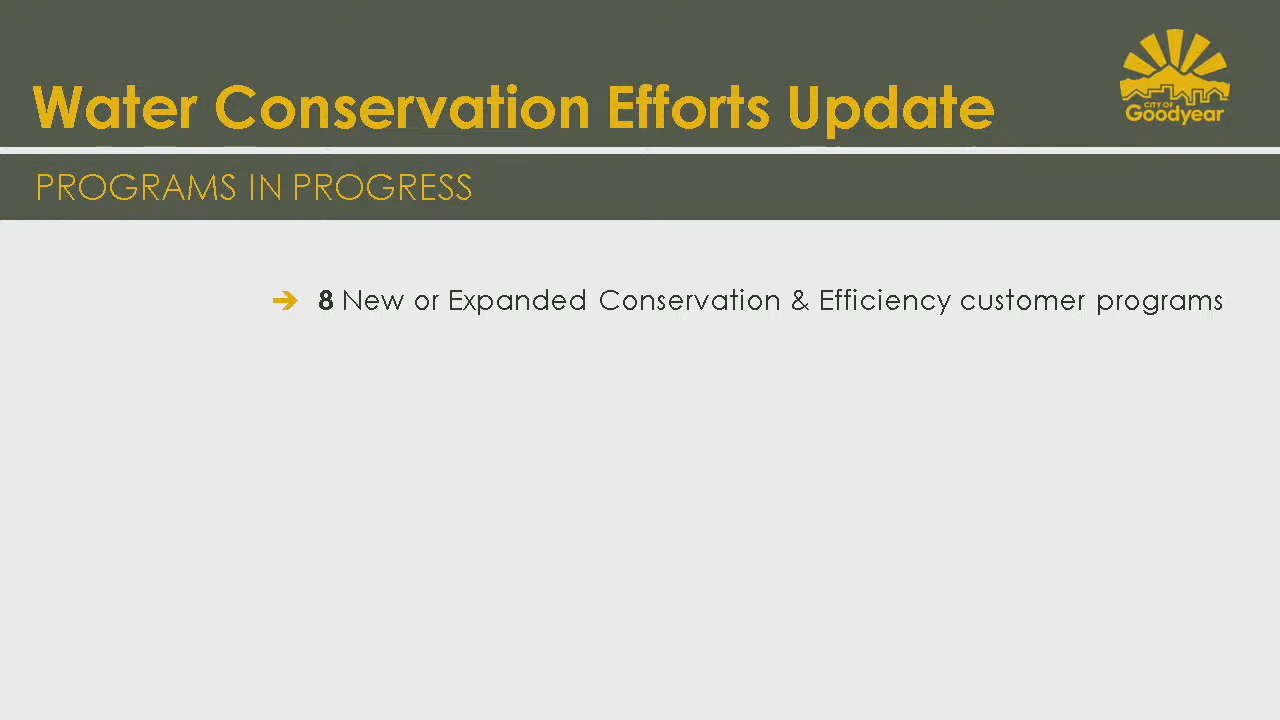 Water Conservation Efforts Update
CITY OF
Goodyear
PROGRAMS IN PROGRESS
➔ 8 New or Expanded Conservation & Efficiency customer programs